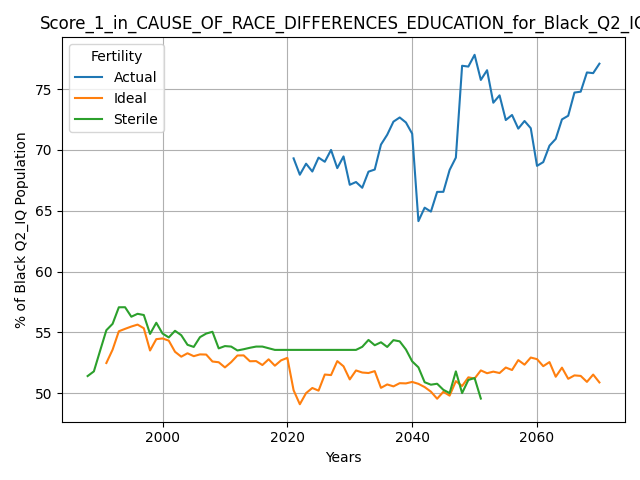 Score_1_in_CAUSE_OF_RACE_DIFFERENCES_EDUCATION_for_Black_Q2_IQ
Fertility
Actual
Ideal
Sterile
75
70
65
60
55
50
% of Black Q2_IQ Population
2000
2020
2040
2060
Years